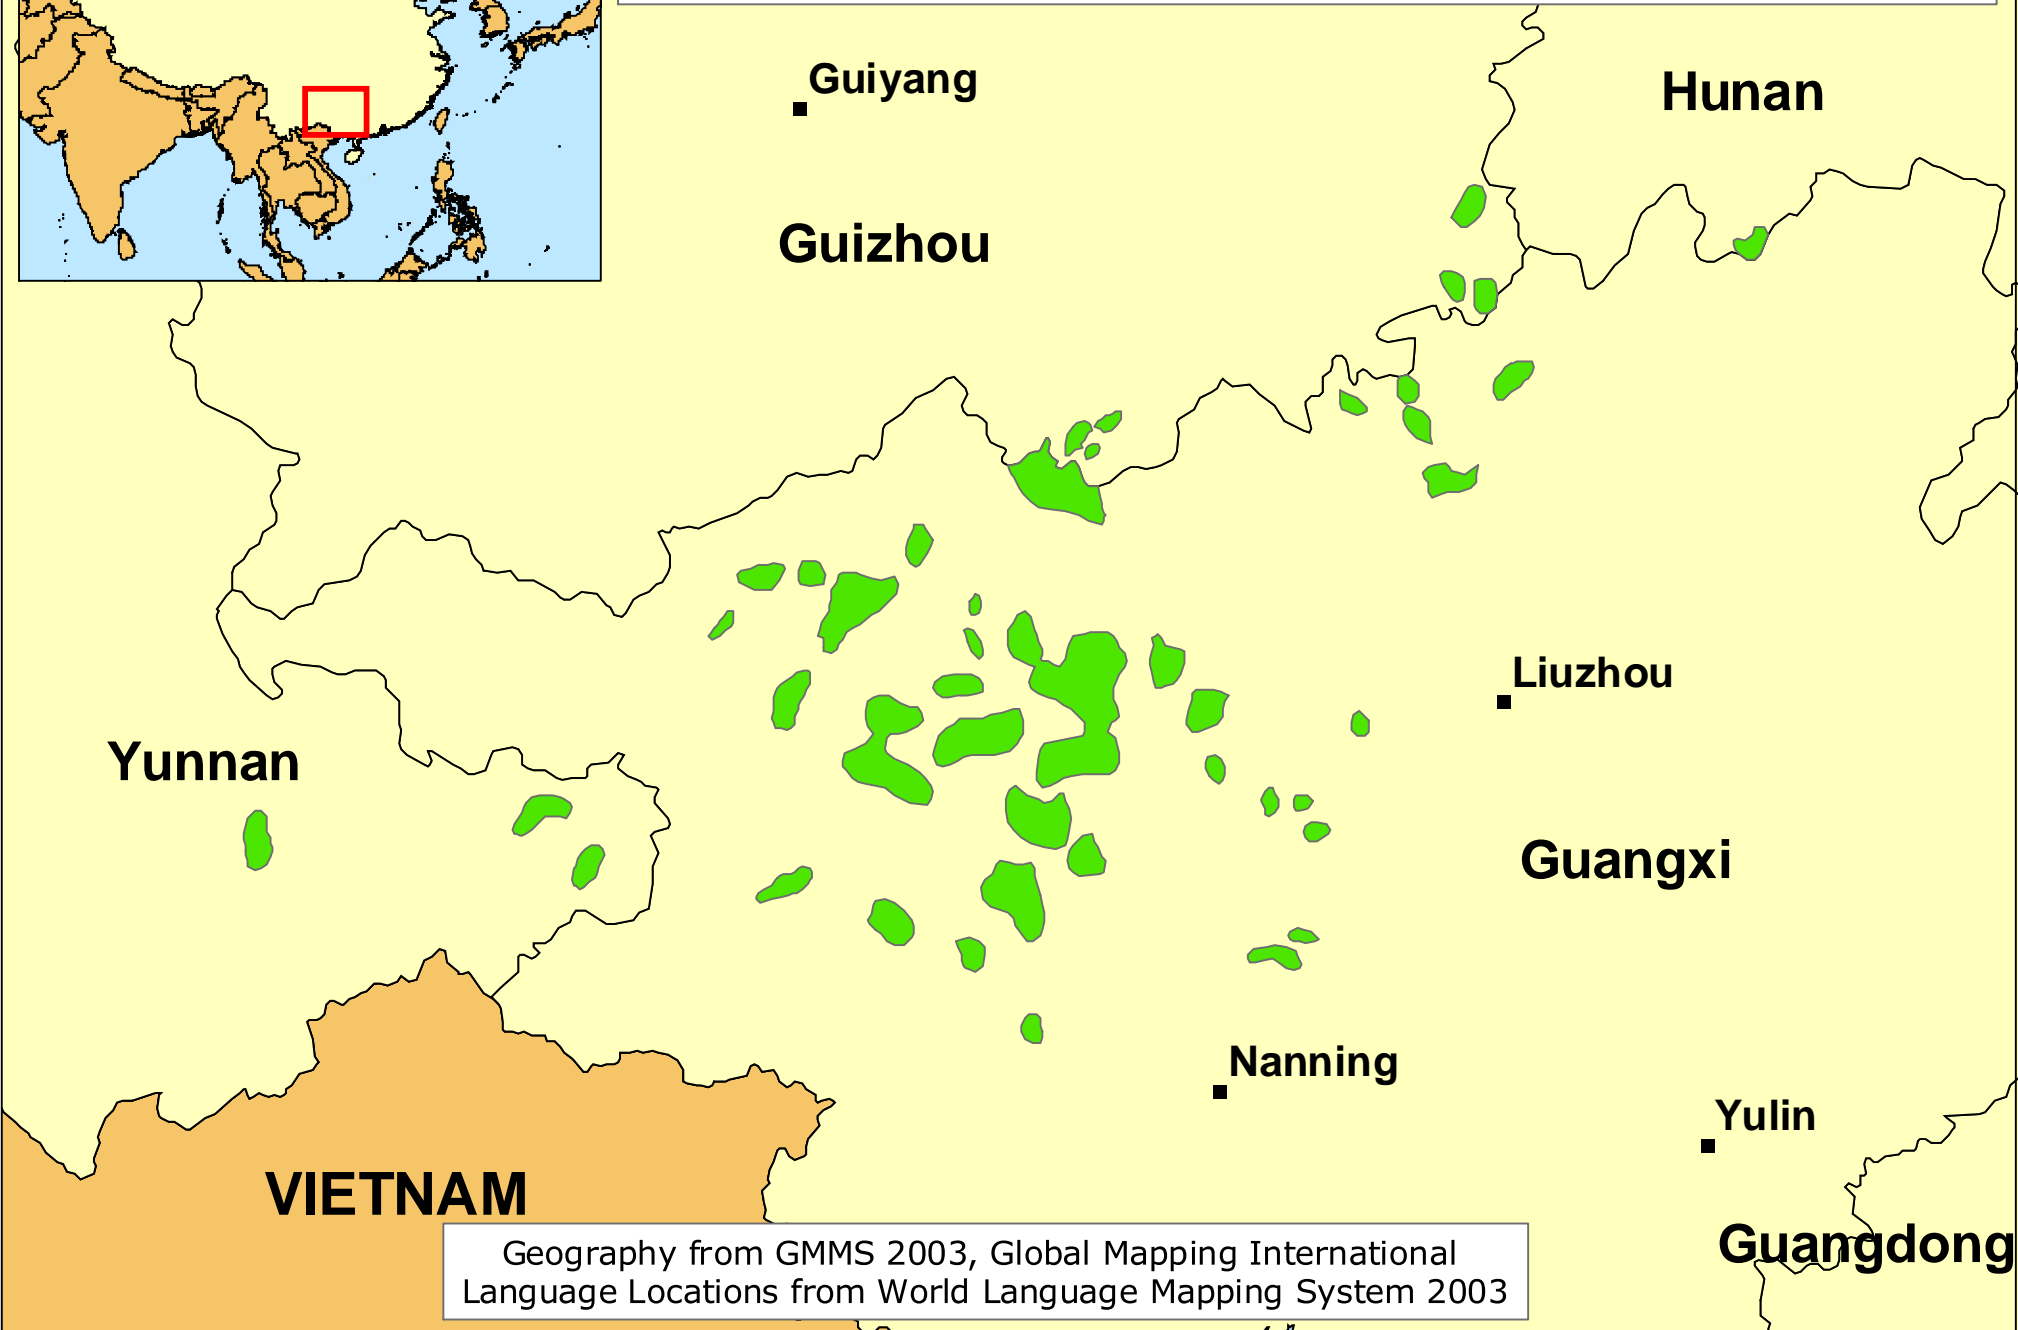 Guiyang
Hunan
Guizhou
Liuzhou
Yunnan
Guangxi
Nanning
Yulin
VIETNAM
Guangdong
Geography from GMMS 2003, Global Mapping International
Language Locations from World Language Mapping System 2003